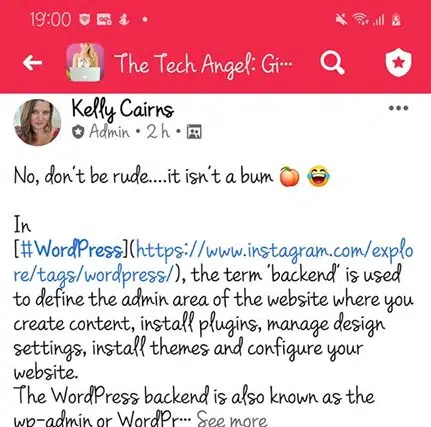 19:00
The Tech Angel: Gi...
Kelly Cairns
Admin • 2 h •
No, don't be rude....it isn't a bum 🍑 😂
In
[#WordPress](https://www.instagram.com/explo
re/tags/wordpress/), the term 'backend' is used
to define the admin area of the website where you
create content, install plugins, manage design
settings, install themes and configure your
website.
The WordPress backend is also known as the
wp-admin or WordPr... See more